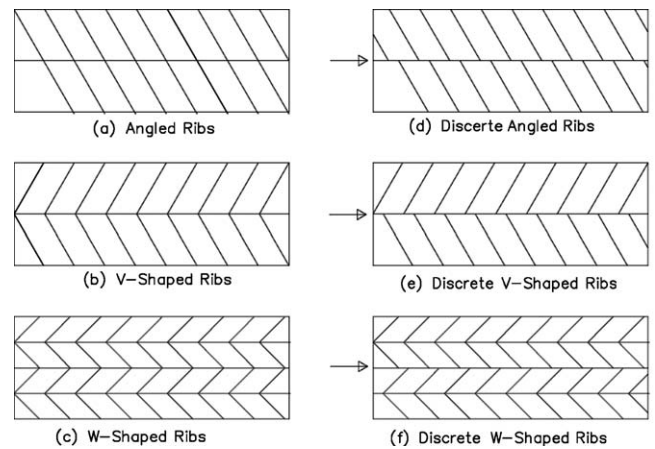 (a) Angled Ribs
(d) Discerte Angled Ribs
(b) V-Shaped Ribs
(e) Discrete V-Shaped Ribs
(c) W-Shaped Ribs
(f) Discrete W-Shaped Ribs